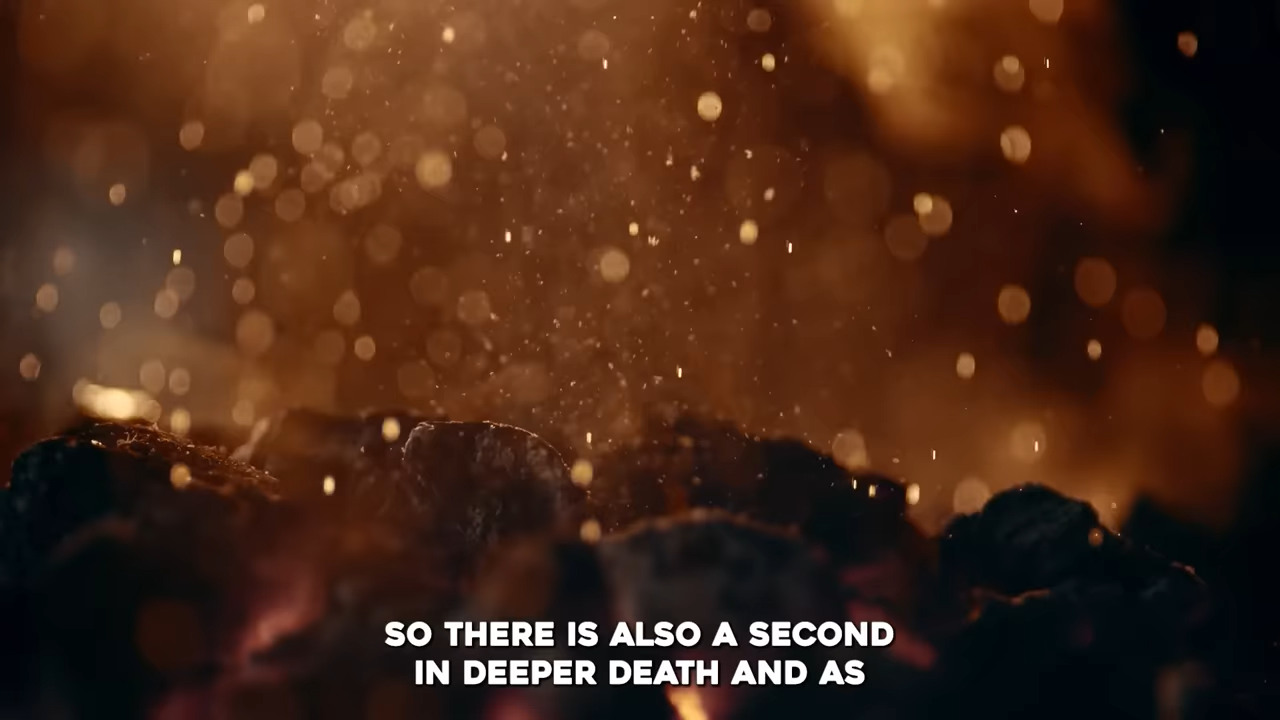 SO THERE IS ALSO A SECOND
IN DEEPER DEATH AND AS